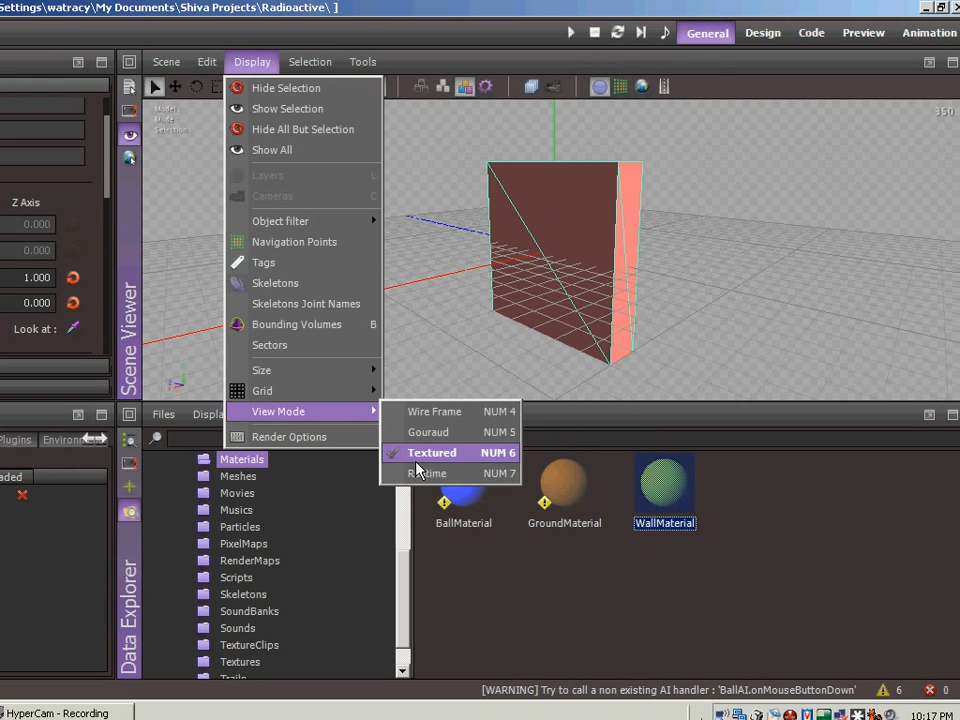 Settings\watracy\My Documents\Shiva Projects\Radioactive\ ]
General Design Code Preview Animation
Scene Edit Display Selection Tools
Hide Selection
Show Selection
Hide All But Selection
Show All
Layers L
Cameras C
Object filter
Navigation Points
Tags
Skeletons
Skeletons Joint Names
Bounding Volumes B
Sectors
Size
Grid
View Mode
Render Options
Wire Frame NUM 4
Gouraud NUM 5
Textured NUM 6
NUM 7
350
Z Axis
0.000
0.000
1.000
0.000
Look at :
Scene Viewer
Files
Plugins
Data Explorer
Materials
Meshes
Movies
Musics
Particles
PixelMaps
RenderMaps
Scripts
Skeletons
SoundBanks
Sounds
TextureClips
Textures
BallMaterial
GroundMaterial
WallMaterial
[WARNING] Try to call a non existing AI handler : 'BallAI.onMouseButtonDown' 6 0
HyperCam - Recording
10:17 PM